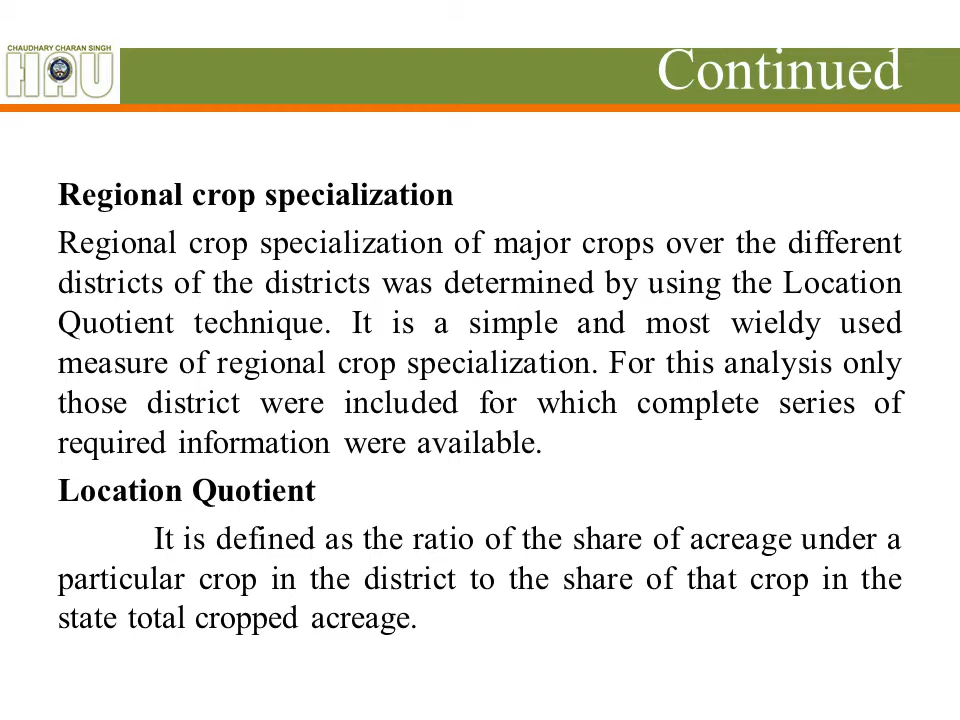 CHAUDHARY CHARAN SINGH
HAU
Continued
Regional crop specialization
Regional crop specialization of major crops over the different
districts of the districts was determined by using the Location
Quotient technique. It is a simple and most wieldy used
measure of regional crop specialization. For this analysis only
those district were included for which complete series of
required information were available.
Location Quotient
It is defined as the ratio of the share of acreage under a
particular crop in the district to the share of that crop in the
state total cropped acreage.